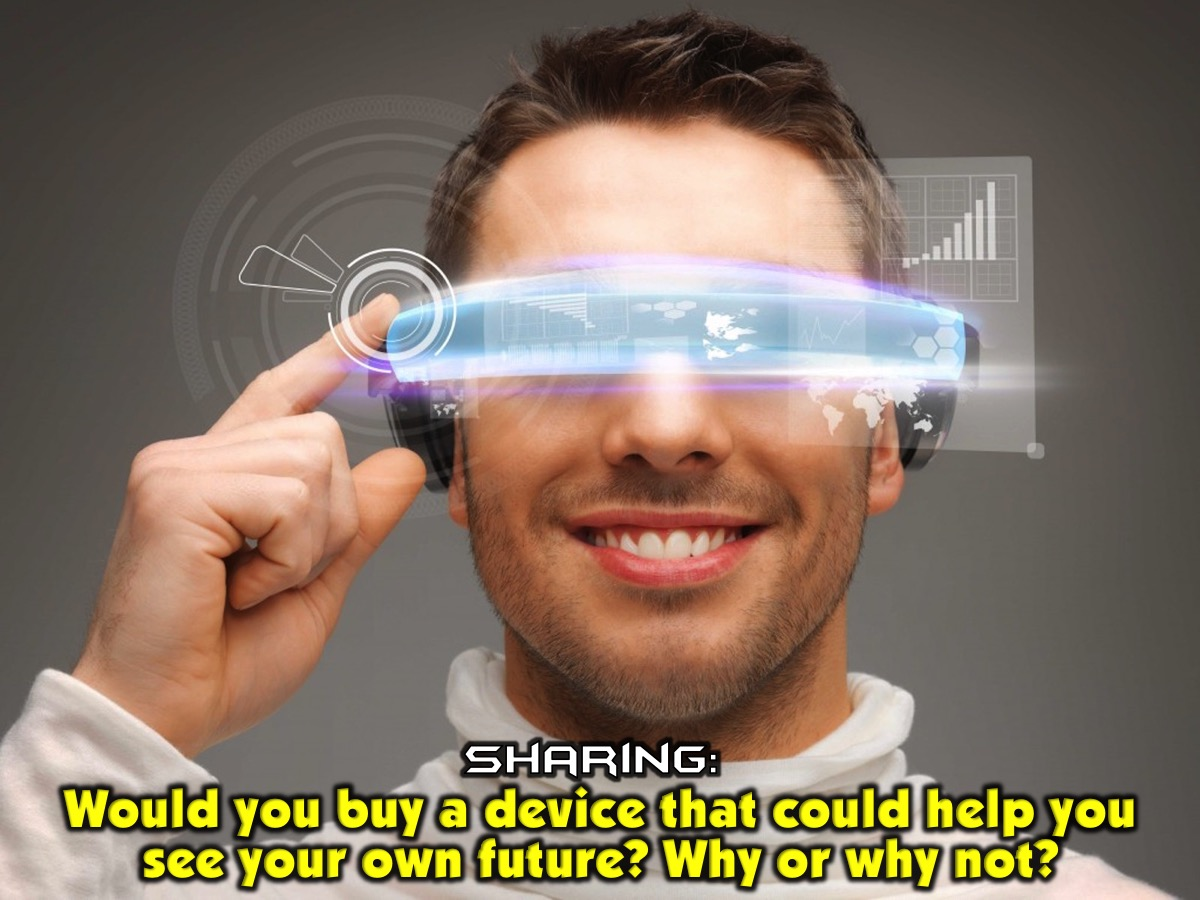 SHARING:
Would you buy a device that could help you
see your own future? Why or why not?